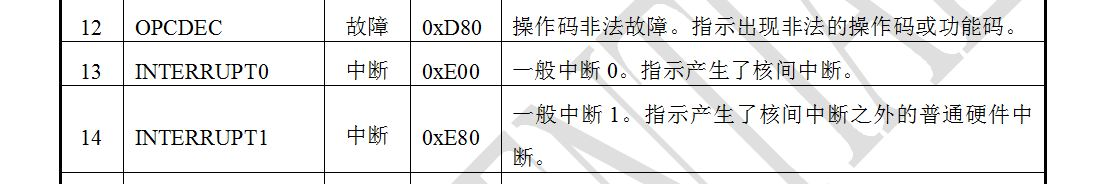 12 OPCDEC 故障 0xD80 操作码非法故障。指示出现非法的操作码或功能码。
13 INTERRUPT0 中断 0xE00 一般中断 0。指示产生了核间中断。
14 INTERRUPT1 中断 0xE80 一般中断 1。指示产生了核间中断之外的普通硬件中
断。